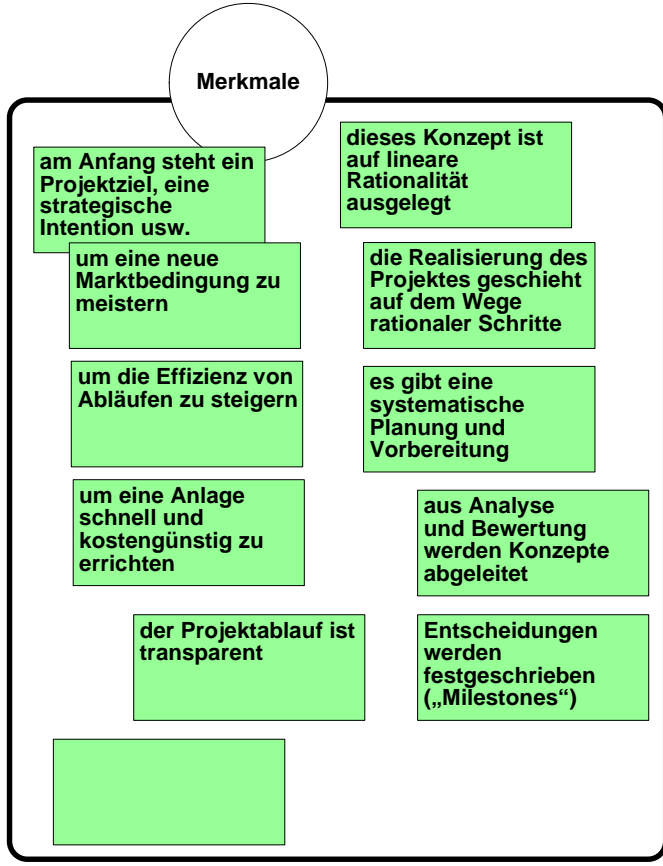 Merkmale
am Anfang steht ein
Projektziel, eine
strategische
Intention usw.
um eine neue
Marktbedingung zu
meistern
um die Effizienz von
Abläufen zu steigern
um eine Anlage
schnell und
kostengünstig zu
errichten
der Projektablauf ist
transparent
dieses Konzept ist
auf lineare
Rationalität
ausgelegt
die Realisierung des
Projektes geschieht
auf dem Wege
rationaler Schritte
es gibt eine
systematische
Planung und
Vorbereitung
aus Analyse
und Bewertung
werden Konzepte
abgeleitet
Entscheidungen
werden
festgeschrieben
(„Milestones“)